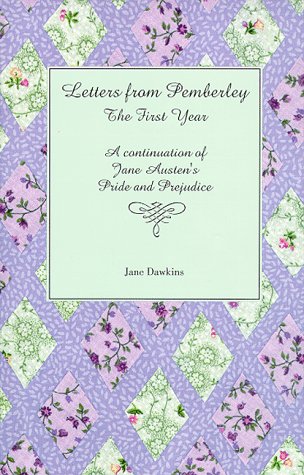 Letters from Pemberley
The First Year
A continuation of
Jane Austen's
Pride and Prejudice
Jane Dawkins